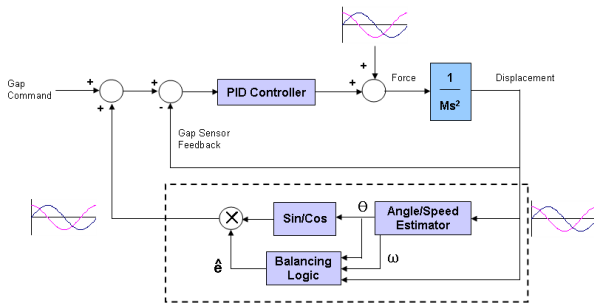 Gap
Command
+
+
+
-
PID Controller
+
+
Force
1
Ms²
Displacement
Gap Sensor
Feedback
Sin/Cos
Θ
Angle/Speed
Estimator
ê
Balancing
Logic
ω